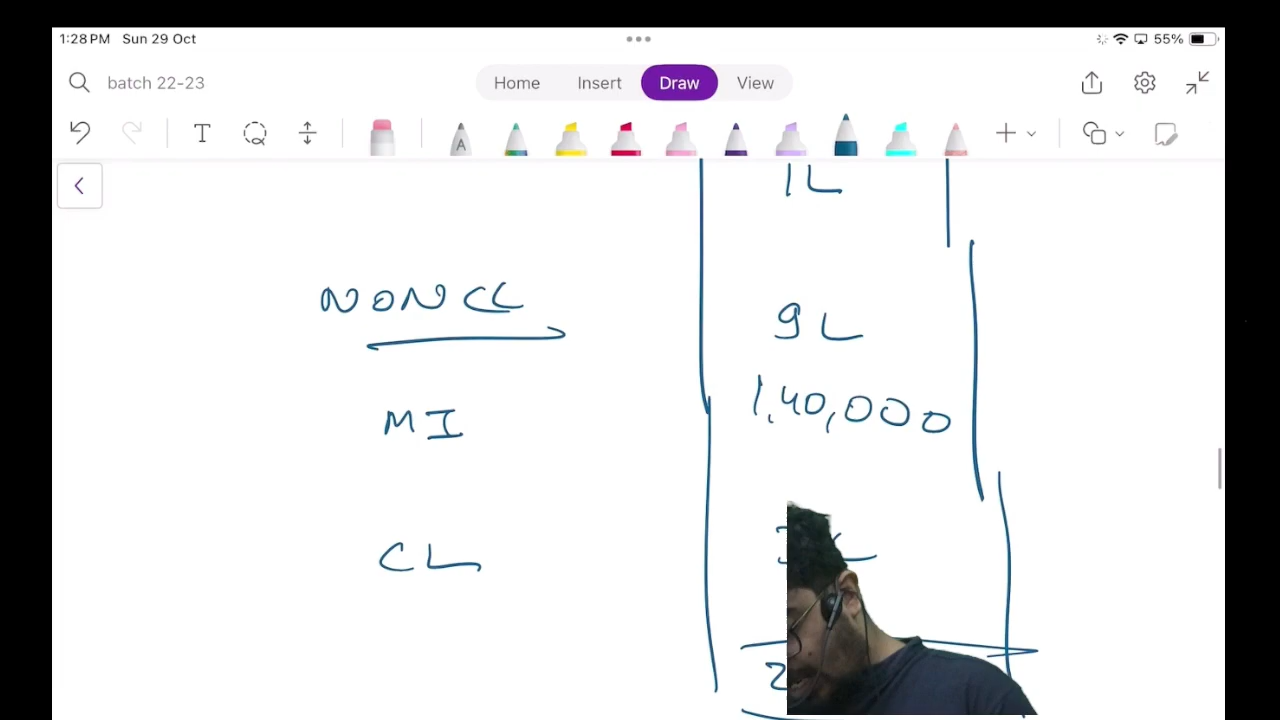 1:28 PM Sun 29 Oct
55%
batch 22-23
Home Insert Draw View
T
A
1L
NON CL
9L
MI
1,40,000
CL